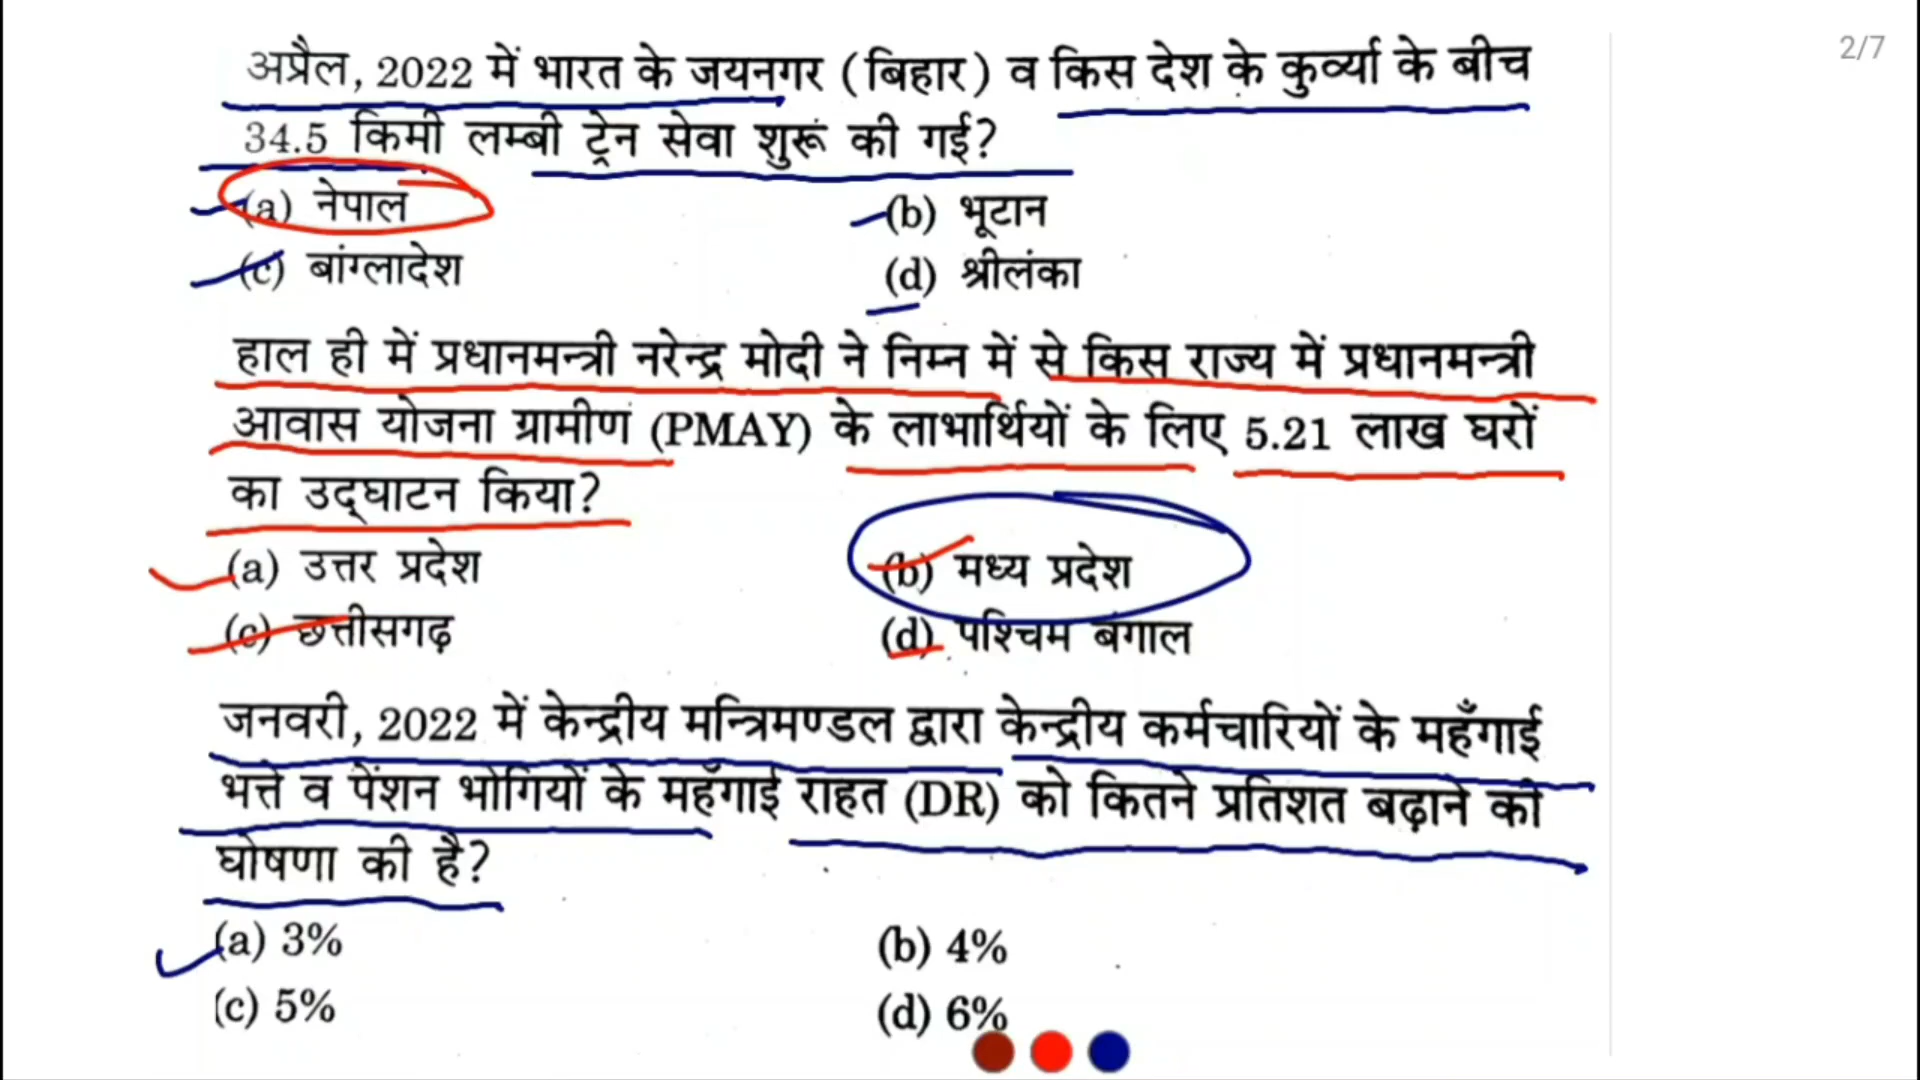 2/7
अप्रैल, 2022 में भारत के जयनगर (बिहार) व किस देश के कुर्व्या के बीच
34.5 किमी लम्बी ट्रेन सेवा शुरू की गई?
(a) नेपाल (b) भूटान
(c) बांग्लादेश (d) श्रीलंका
हाल ही में प्रधानमन्त्री नरेन्द्र मोदी ने निम्न में से किस राज्य में प्रधानमन्त्री
आवास योजना ग्रामीण (PMAY) के लाभार्थियों के लिए 5.21 लाख घरों
का उद्घाटन किया?
(a) उत्तर प्रदेश (b) मध्य प्रदेश
(c) छत्तीसगढ़ (d) पश्चिम बंगाल
जनवरी, 2022 में केन्द्रीय मन्त्रिमण्डल द्वारा केन्द्रीय कर्मचारियों के महँगाई
भत्ते व पेंशन भोगियों के महँगाई राहत (DR) को कितने प्रतिशत बढ़ाने की
घोषणा की है?
(a) 3% (b) 4%
(c) 5% (d) 6%